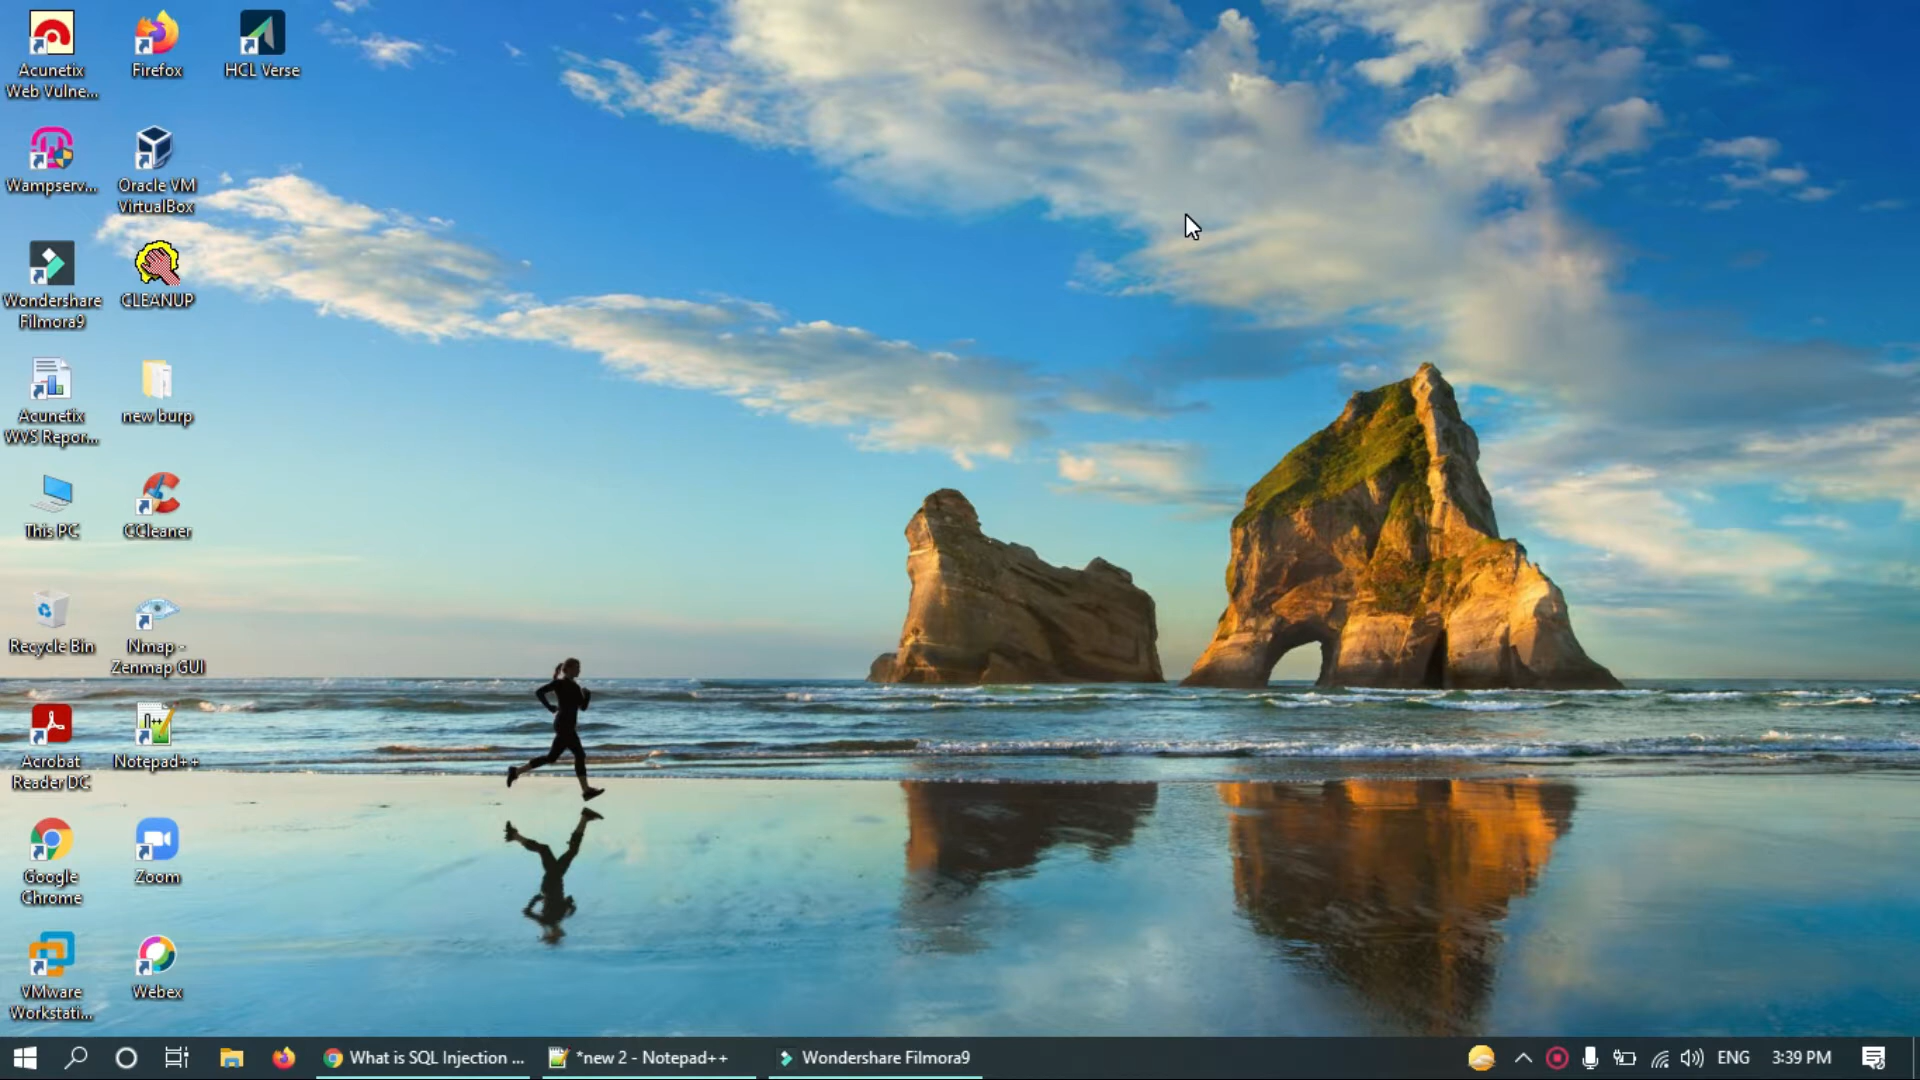 Acunetix
Web Vulne...
Firefox
HCL Verse
Wampserv...
Oracle VM
VirtualBox
Wondershare
Filmora9
CLEANUP
Acunetix
WVS Repor...
new burp
This PC
CCleaner
Recycle Bin
Nmap -
Zenmap GUI
Acrobat
Reader DC
Notepad++
Google
Chrome
Zoom
VMware
Workstati...
Webex
What is SQL Injection ...
*new 2 - Notepad++
Wondershare Filmora9
ENG
3:39 PM